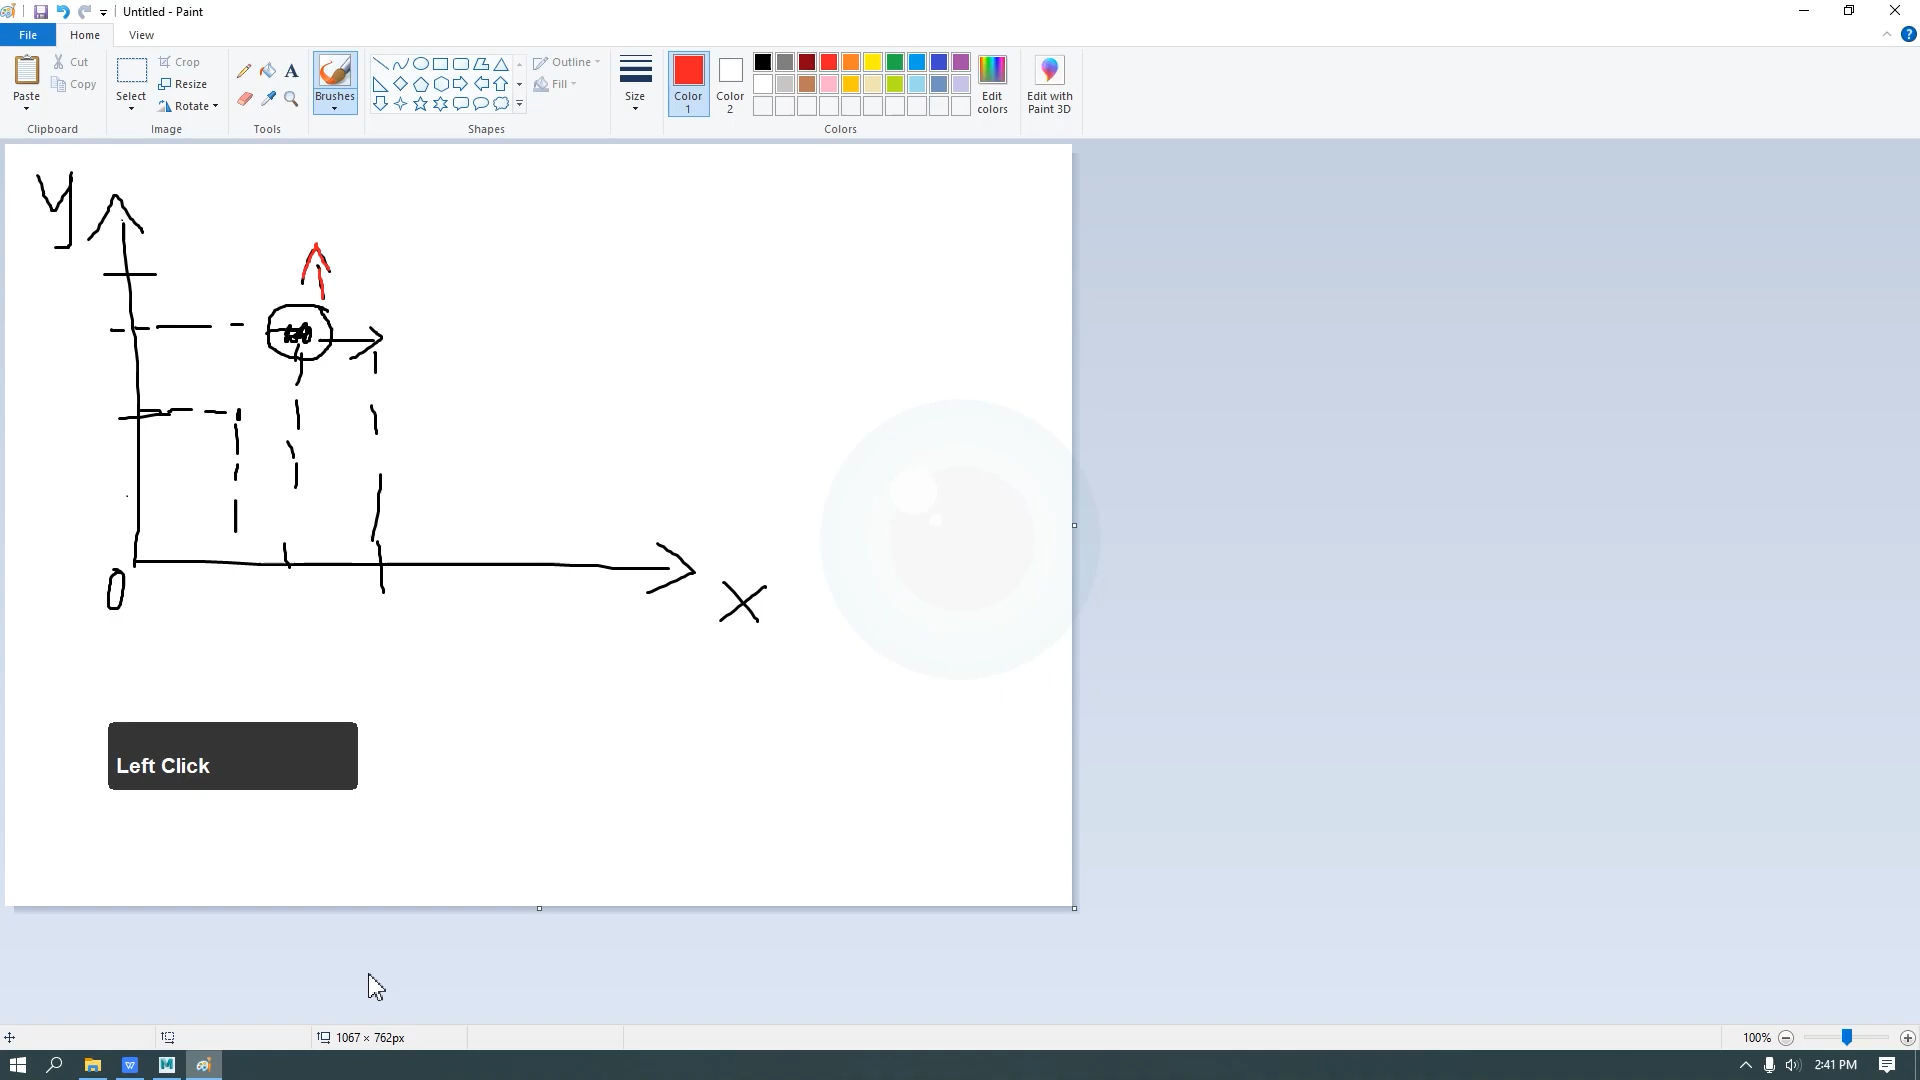 Untitled - Paint
File
Home
View
Paste
Cut
Copy
Clipboard
Select
Crop
Resize
Rotate
Image
A
Tools
Brushes
Outline
Fill
Shapes
Size
Color
1
Color
2
Edit
colors
Colors
Edit with
Paint 3D
y
0
X
Left Click
1067 × 762px
100%
2:41 PM